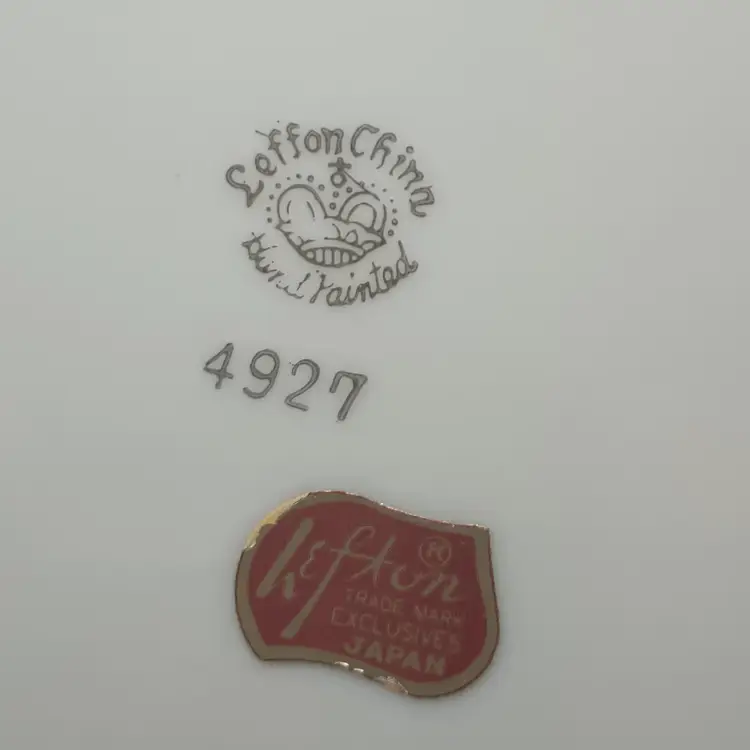 Lefton China
Hand Painted
4927
Lefton ®
TRADE MARK
EXCLUSIVES
JAPAN